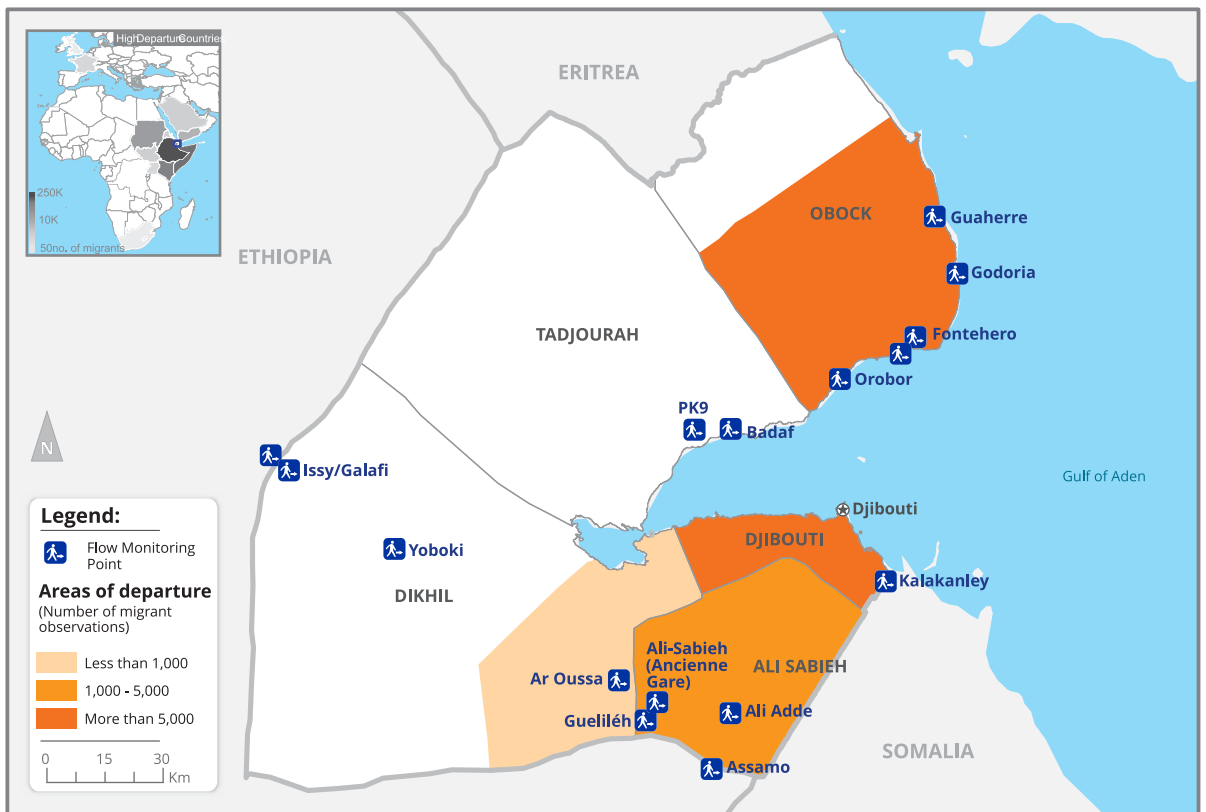 High Departure Countries
250K
10K
50
no. of migrants
ERITREA
ETHIOPIA
OBOCK
Guaherre
Godoria
Fontehero
Orobor
TADJOURAH
PK9
Badaf
Issy/Galafi
N
Gulf of Aden
Djibouti
DJIBOUTI
Yoboki
Kalakanley
DIKHIL
Ali-Sabieh
(Ancienne
Gare)
ALI SABIEH
Ar Oussa
Gueliléh
Ali Adde
Assamo
SOMALIA
Legend:
Flow Monitoring
Point
Areas of departure
(Number of migrant
observations)
Less than 1,000
1,000 - 5,000
More than 5,000
0 15 30
Km